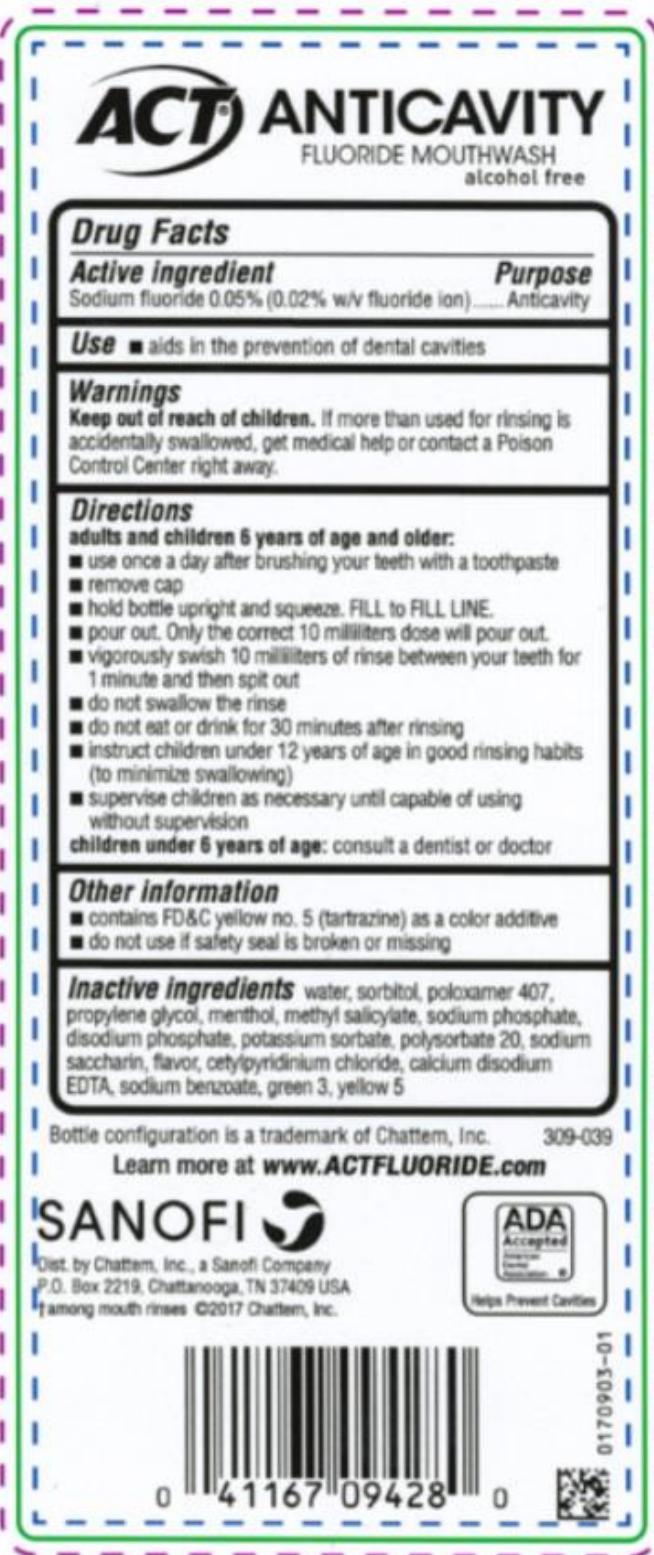 ACT® ANTICAVITY
FLUORIDE MOUTHWASH
alcohol free
Drug Facts
Active ingredient Purpose
Sodium fluoride 0.05% (0.02% w/v fluoride ion)...... Anticavity
Use ■ aids in the prevention of dental cavities
Warnings
Keep out of reach of children. If more than used for rinsing is
accidentally swallowed, get medical help or contact a Poison
Control Center right away.
Directions
adults and children 6 years of age and older:
■ use once a day after brushing your teeth with a toothpaste
■ remove cap
■ hold bottle upright and squeeze. FILL to FILL LINE.
■ pour out. Only the correct 10 milliliters dose will pour out.
■ vigorously swish 10 milliliters of rinse between your teeth for
1 minute and then spit out
■ do not swallow the rinse
■ do not eat or drink for 30 minutes after rinsing
■ instruct children under 12 years of age in good rinsing habits
(to minimize swallowing)
■ supervise children as necessary until capable of using
without supervision
children under 6 years of age: consult a dentist or doctor
Other information
■ contains FD&C yellow no. 5 (tartrazine) as a color additive
■ do not use if safety seal is broken or missing
Inactive ingredients water, sorbitol, poloxamer 407,
propylene glycol, menthol, methyl salicylate, sodium phosphate,
disodium phosphate, potassium sorbate, polysorbate 20, sodium
saccharin, flavor, cetylpyridinium chloride, calcium disodium
EDTA, sodium benzoate, green 3, yellow 5
Bottle configuration is a trademark of Chattem, Inc. 309-039
Learn more at www.ACTFLUORIDE.com
SANOFI
Dist. by Chattem, Inc., a Sanofi Company
P.O. Box 2219, Chattanooga, TN 37409 USA
†among mouth rinses ©2017 Chattem, Inc.
ADA
Accepted
American
Dental
Association ®
Helps Prevent Cavities
0170903-01
0 41167 09428 0